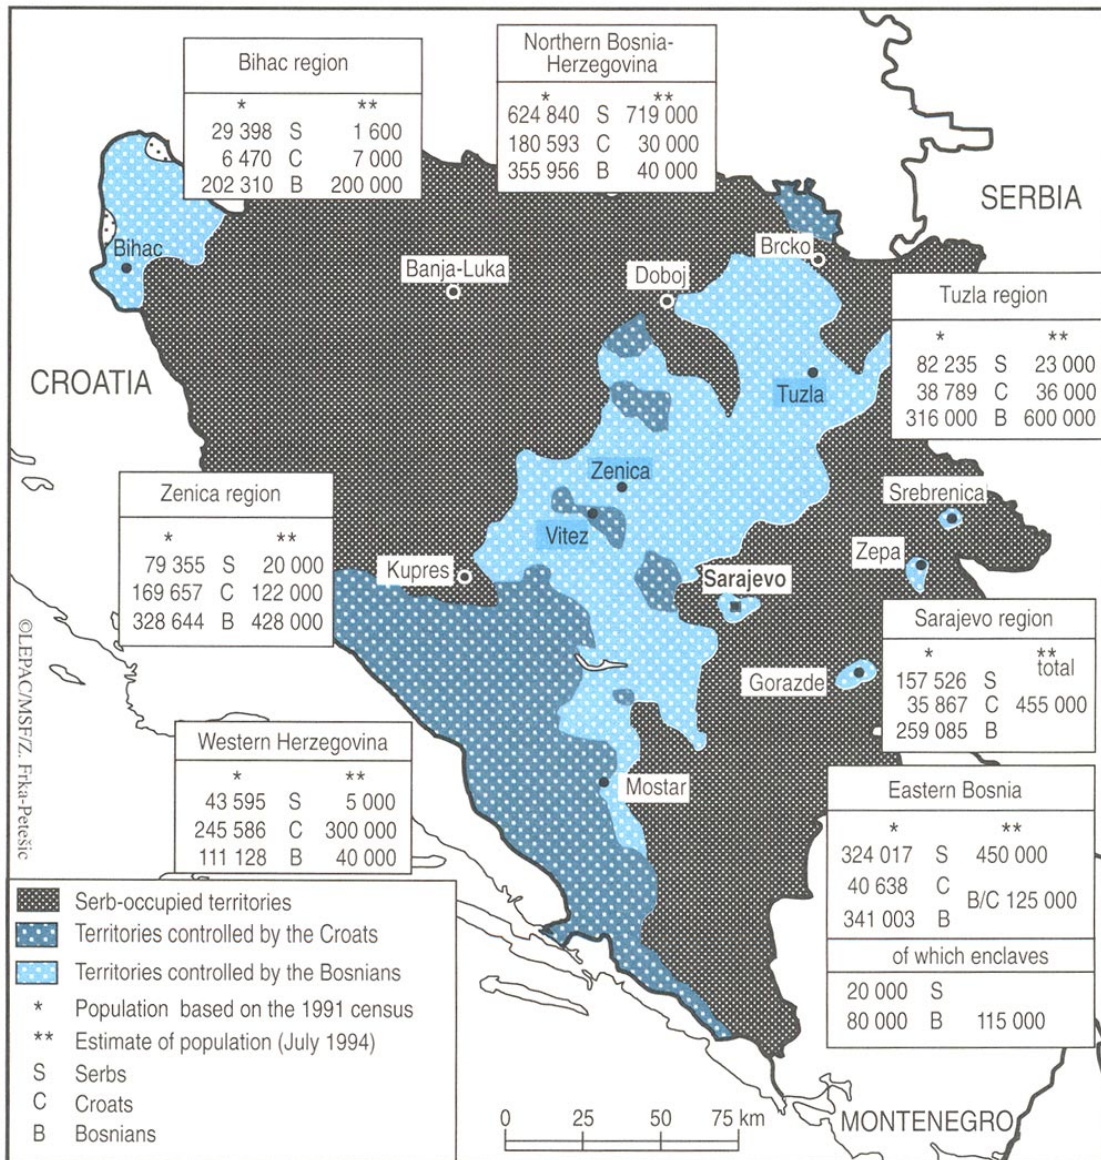 Bihac region
* **
29 398 S 1 600
6 470 C 7 000
202 310 B 200 000
Northern Bosnia-
Herzegovina
* **
624 840 S 719 000
180 593 C 30 000
355 956 B 40 000
SERBIA
Bihac
Banja-Luka
Doboj
Brcko
Tuzla region
* **
82 235 S 23 000
38 789 C 36 000
316 000 B 600 000
CROATIA
Tuzla
Zenica
Vitez
Srebrenica
Zepa
Kupres
Sarajevo
Gorazde
Mostar
Zenica region
* **
79 355 S 20 000
169 657 C 122 000
328 644 B 428 000
Sarajevo region
* **
total
157 526 S
35 867 C 455 000
259 085 B
Western Herzegovina
* **
43 595 S 5 000
245 586 C 300 000
111 128 B 40 000
Eastern Bosnia
* **
324 017 S 450 000
40 638 C
B/C 125 000
341 003 B
of which enclaves
20 000 S
80 000 B 115 000
©LEPAC/MSF/Z. Frka-Petešic
Serb-occupied territories
Territories controlled by the Croats
Territories controlled by the Bosnians
* Population based on the 1991 census
** Estimate of population (July 1994)
S Serbs
C Croats
B Bosnians
0 25 50 75 km
MONTENEGRO